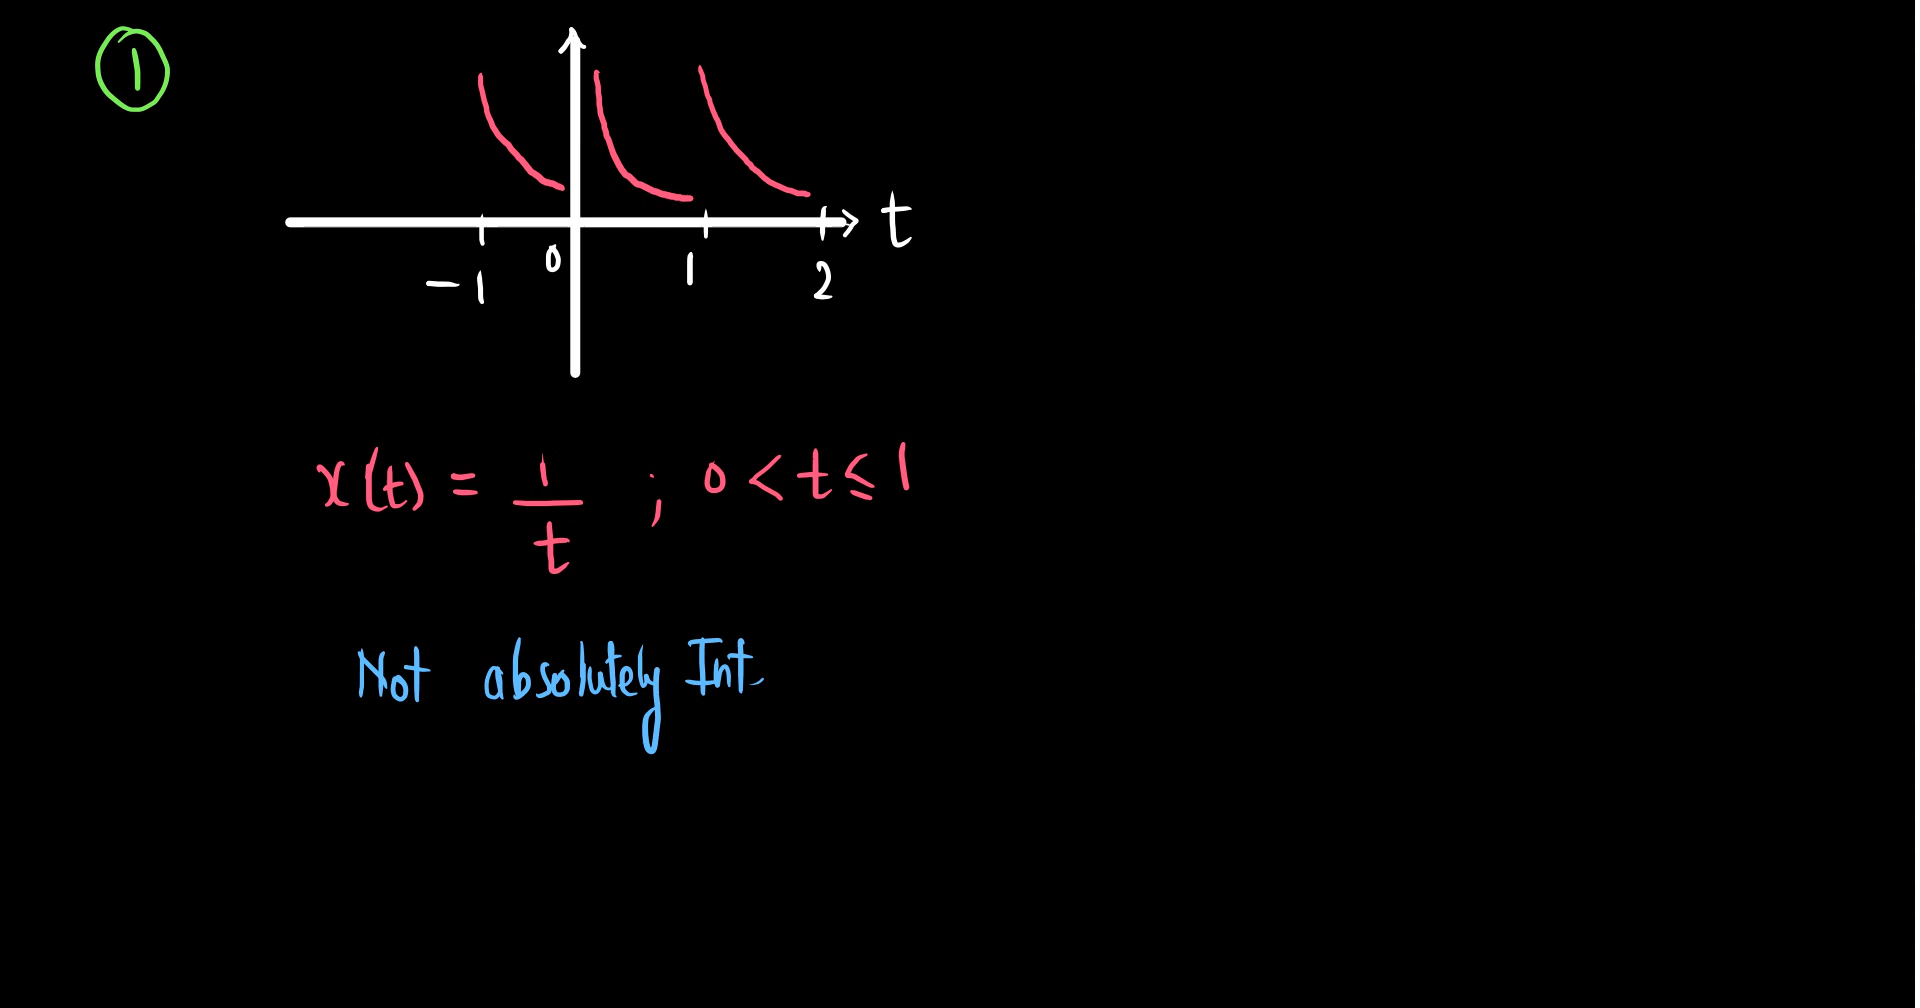 1
t
-1 0 1 2
x(t) = 1/t ; 0 < t ≤ 1
Not absolutely Int.